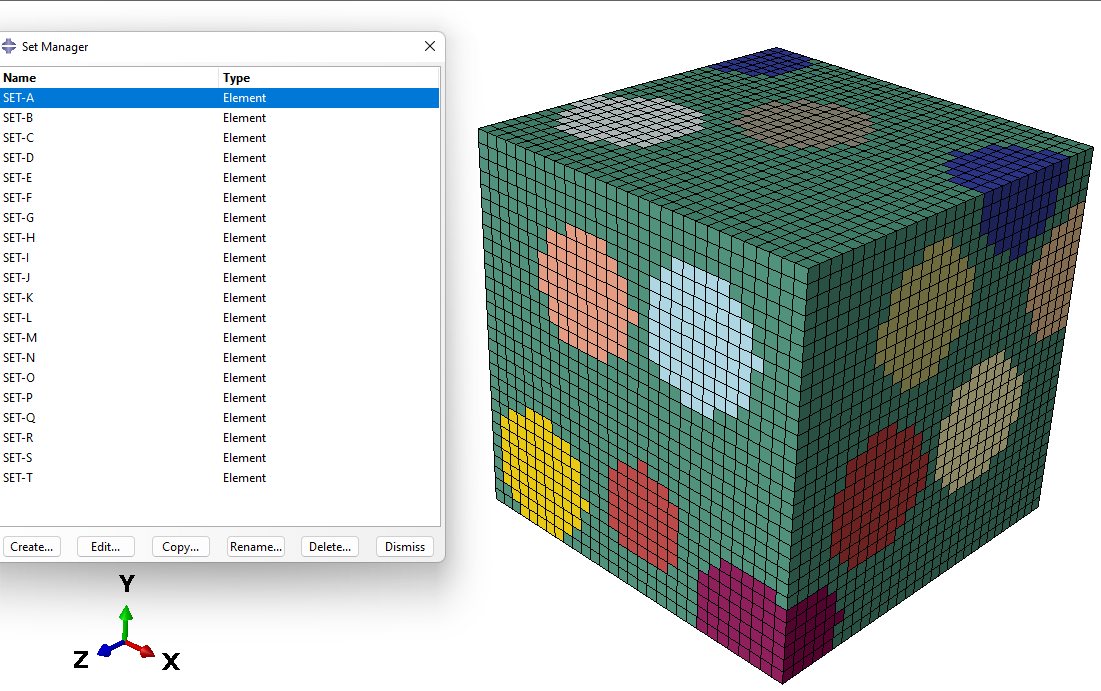 Set Manager
Name Type
SET-A Element
SET-B Element
SET-C Element
SET-D Element
SET-E Element
SET-F Element
SET-G Element
SET-H Element
SET-I Element
SET-J Element
SET-K Element
SET-L Element
SET-M Element
SET-N Element
SET-O Element
SET-P Element
SET-Q Element
SET-R Element
SET-S Element
SET-T Element
Create... Edit... Copy... Rename... Delete... Dismiss
Y
Z X